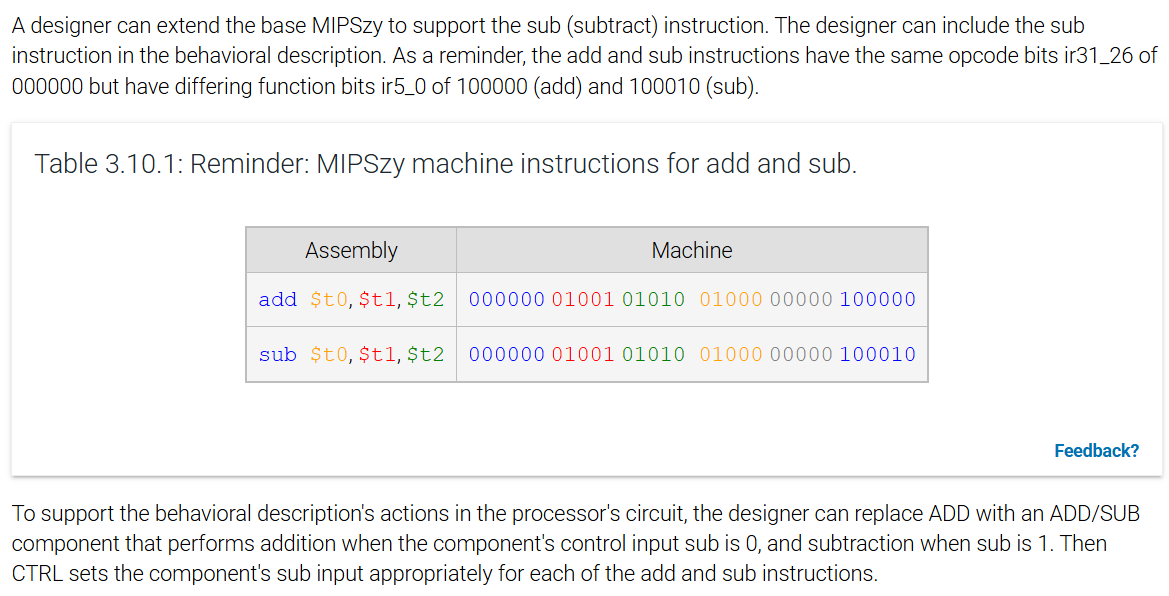 A designer can extend the base MIPSzy to support the sub (subtract) instruction. The designer can include the sub
instruction in the behavioral description. As a reminder, the add and sub instructions have the same opcode bits ir31_26 of
000000 but have differing function bits ir5_0 of 100000 (add) and 100010 (sub).
Table 3.10.1: Reminder: MIPSzy machine instructions for add and sub.
Assembly Machine
add $t0, $t1, $t2 000000 01001 01010 01000 00000 100000
sub $t0, $t1, $t2 000000 01001 01010 01000 00000 100010
Feedback?
To support the behavioral description's actions in the processor's circuit, the designer can replace ADD with an ADD/SUB
component that performs addition when the component's control input sub is 0, and subtraction when sub is 1. Then
CTRL sets the component's sub input appropriately for each of the add and sub instructions.